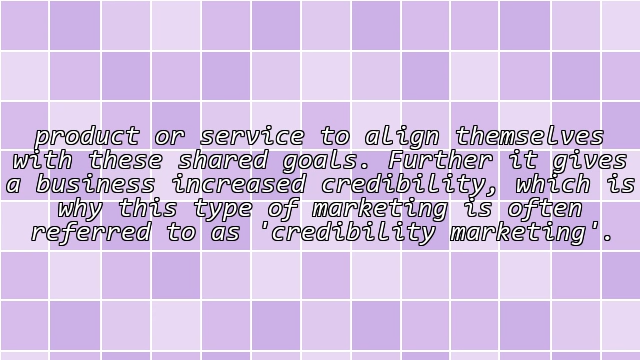 product or service to align themselves
with these shared goals. Further it gives
a business increased credibility, which is
why this type of marketing is often
referred to as 'credibility marketing'.